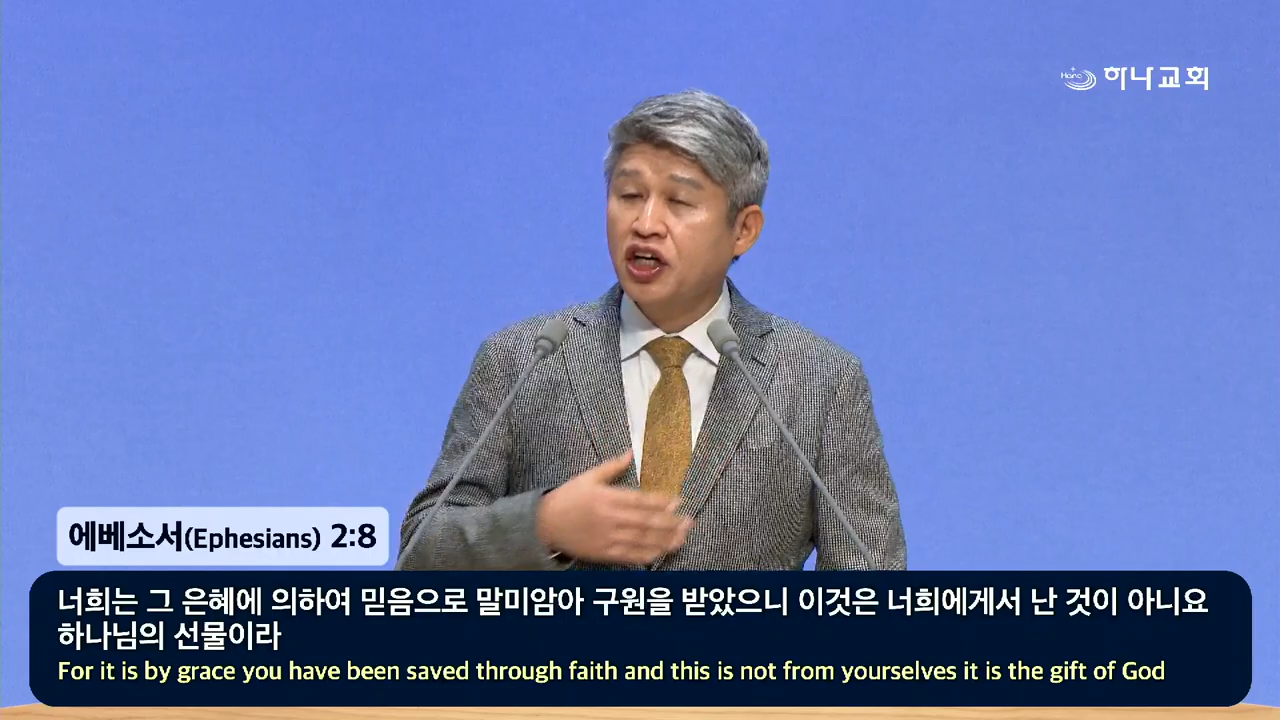 Hana 하나교회
에베소서(Ephesians) 2:8
너희는 그 은혜에 의하여 믿음으로 말미암아 구원을 받았으니 이것은 너희에게서 난 것이 아니요
하나님의 선물이라
For it is by grace you have been saved through faith and this is not from yourselves it is the gift of God